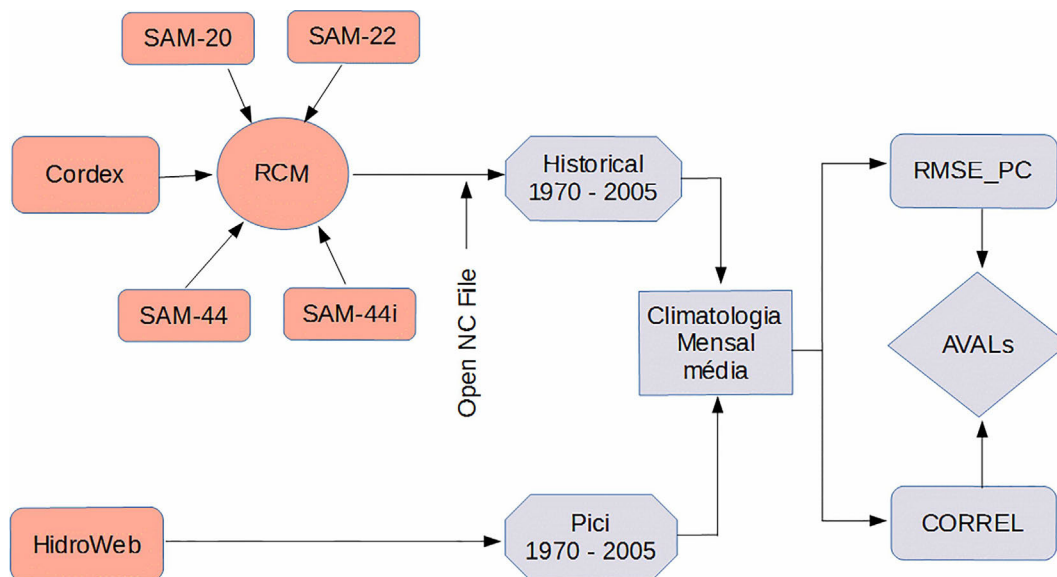 SAM-20
SAM-22
Cordex
RCM
SAM-44
SAM-44i
Open NC File
Historical
1970 - 2005
Climatologia
Mensal
média
RMSE_PC
AVALs
CORREL
HidroWeb
Pici
1970 - 2005